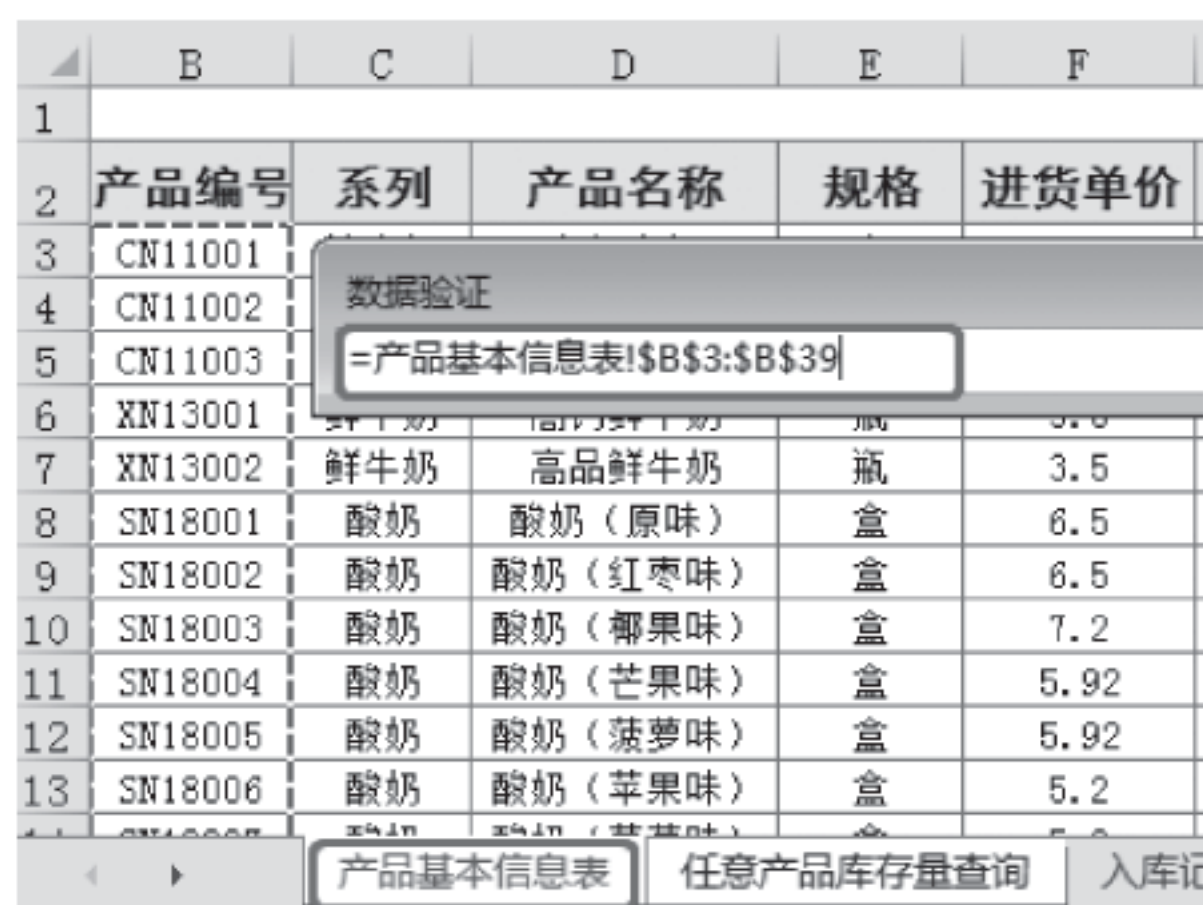 B C D E F
1
2 产品编号 系列 产品名称 规格 进货单价
3 CN11001
数据验证
4 CN11002
5 CN11003 =产品基本信息表!$B$3:$B$39
6 XN13001
7 XN13002 鲜牛奶 高品鲜牛奶 瓶 3.5
8 SN18001 酸奶 酸奶（原味） 盒 6.5
9 SN18002 酸奶 酸奶（红枣味） 盒 6.5
10 SN18003 酸奶 酸奶（椰果味） 盒 7.2
11 SN18004 酸奶 酸奶（芒果味） 盒 5.92
12 SN18005 酸奶 酸奶（菠萝味） 盒 5.92
13 SN18006 酸奶 酸奶（苹果味） 盒 5.2
产品基本信息表 任意产品库存量查询 入库记